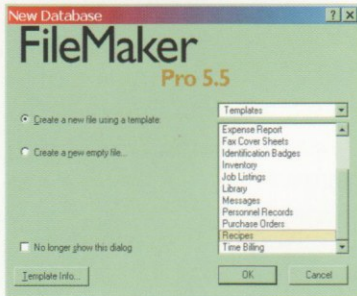 New Database
FileMaker
Pro 5.5
Create a new file using a template:
Create a new empty file...
No longer show this dialog
Template Info...
Templates
Expense Report
Fax Cover Sheets
Identification Badges
Inventory
Job Listings
Library
Messages
Personnel Records
Purchase Orders
Recipes
Time Billing
OK
Cancel